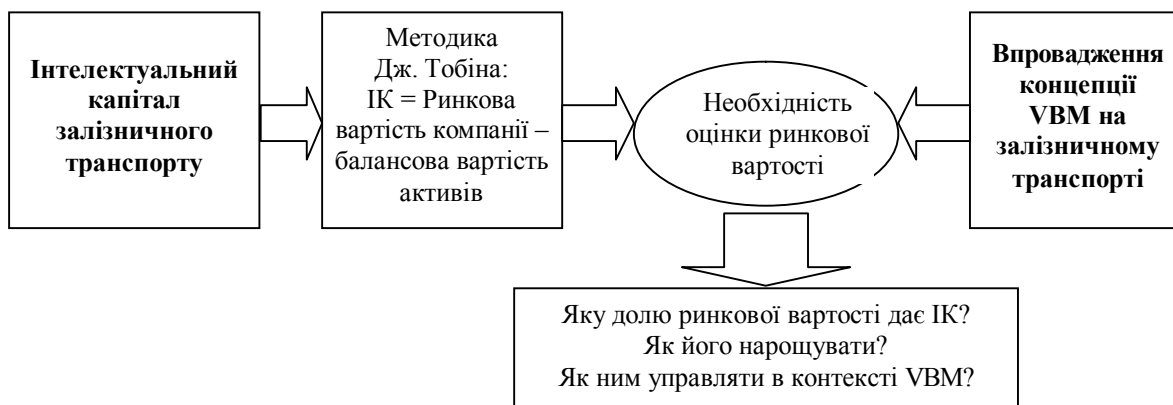 Інтелектуальний
капітал
залізничного
транспорту
Методика
Дж. Тобіна:
ІК = Ринкова
вартість компанії –
балансова вартість
активів
Необхідність
оцінки ринкової
вартості
Впровадження
концепції
VBM на
залізничному
транспорті
Яку долю ринкової вартості дає ІК?
Як його нарощувати?
Як ним управляти в контексті VBM?